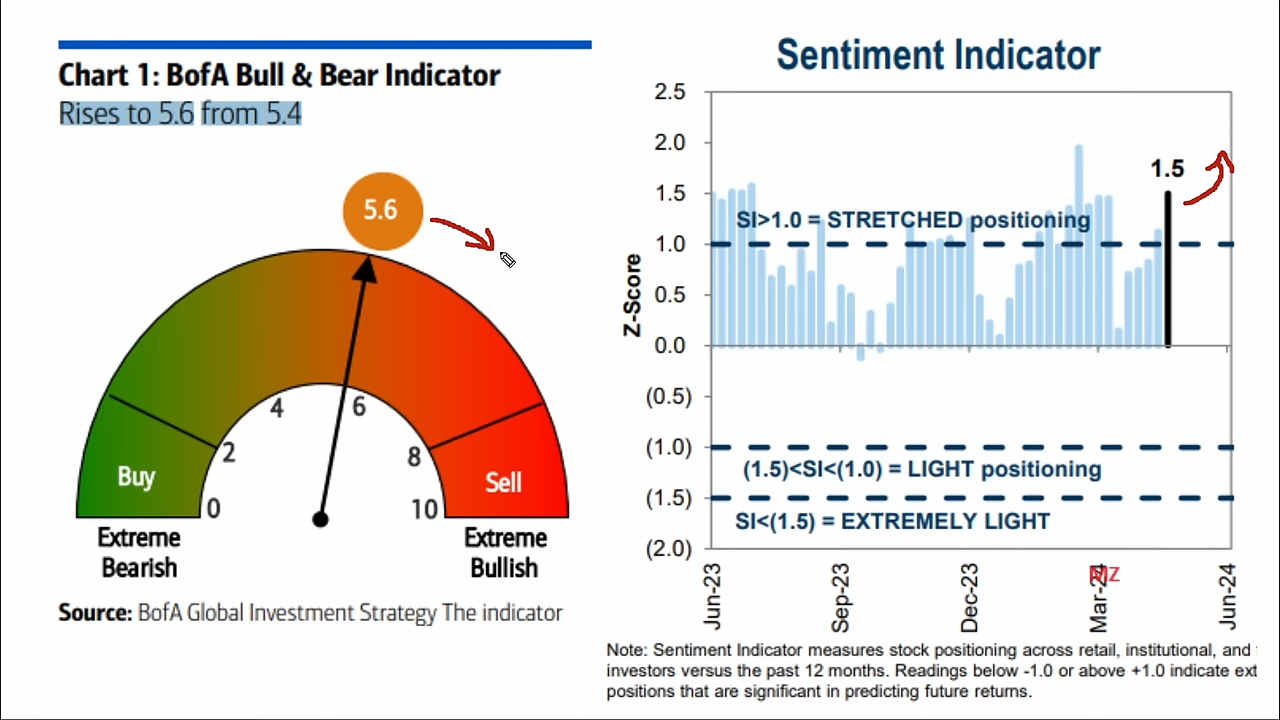 Chart 1: BofA Bull & Bear Indicator
Rises to 5.6 from 5.4
5.6
4
6
2
8
Buy
Sell
0
10
Extreme
Bearish
Extreme
Bullish
Source: BofA Global Investment Strategy The indicator
Sentiment Indicator
2.5
2.0
1.5
1.0
0.5
0.0
(0.5)
(1.0)
(1.5)
(2.0)
Z-Score
1.5
SI>1.0 = STRETCHED positioning
(1.5)<SI<(1.0) = LIGHT positioning
SI<(1.5) = EXTREMELY LIGHT
Jun-23
Sep-23
Dec-23
Mar-24
Jun-24
MZ
Note: Sentiment Indicator measures stock positioning across retail, institutional, and
investors versus the past 12 months. Readings below -1.0 or above +1.0 indicate ext
positions that are significant in predicting future returns.